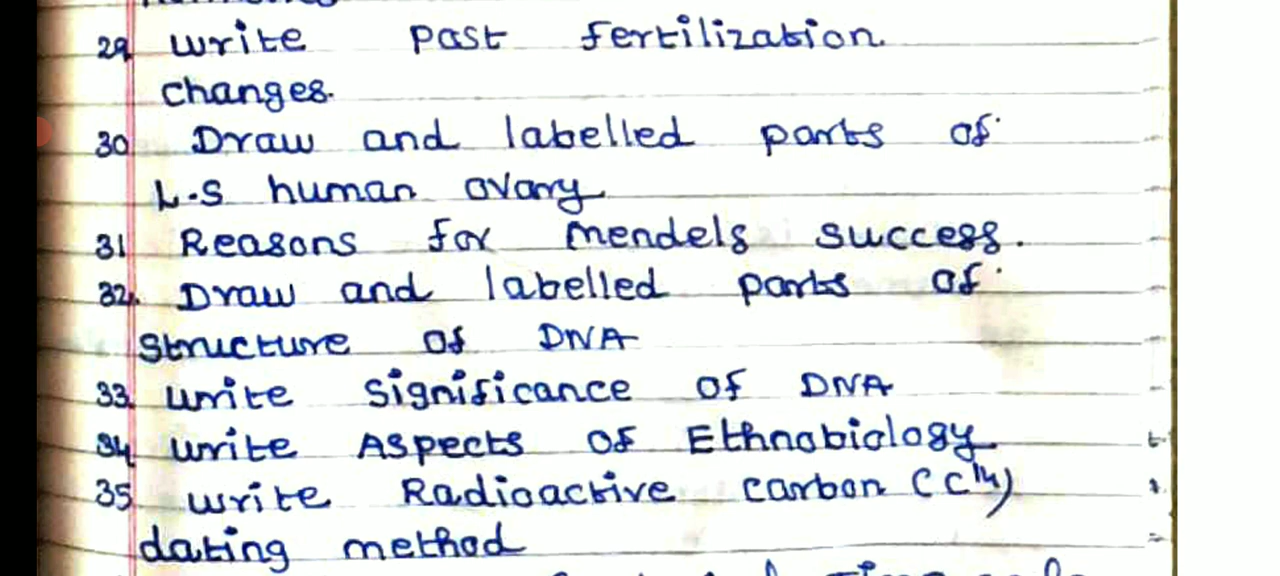 29 write past fertilization.
changes.
30 Draw and labelled parts of
L.S human ovary
31 Reasons for mendels success.
32. Draw and labelled parts of
structure of DNA
33 write significance of DNA
34 write Aspects of Ethnobiology.
35 write Radioactive carbon (C14)
dating method